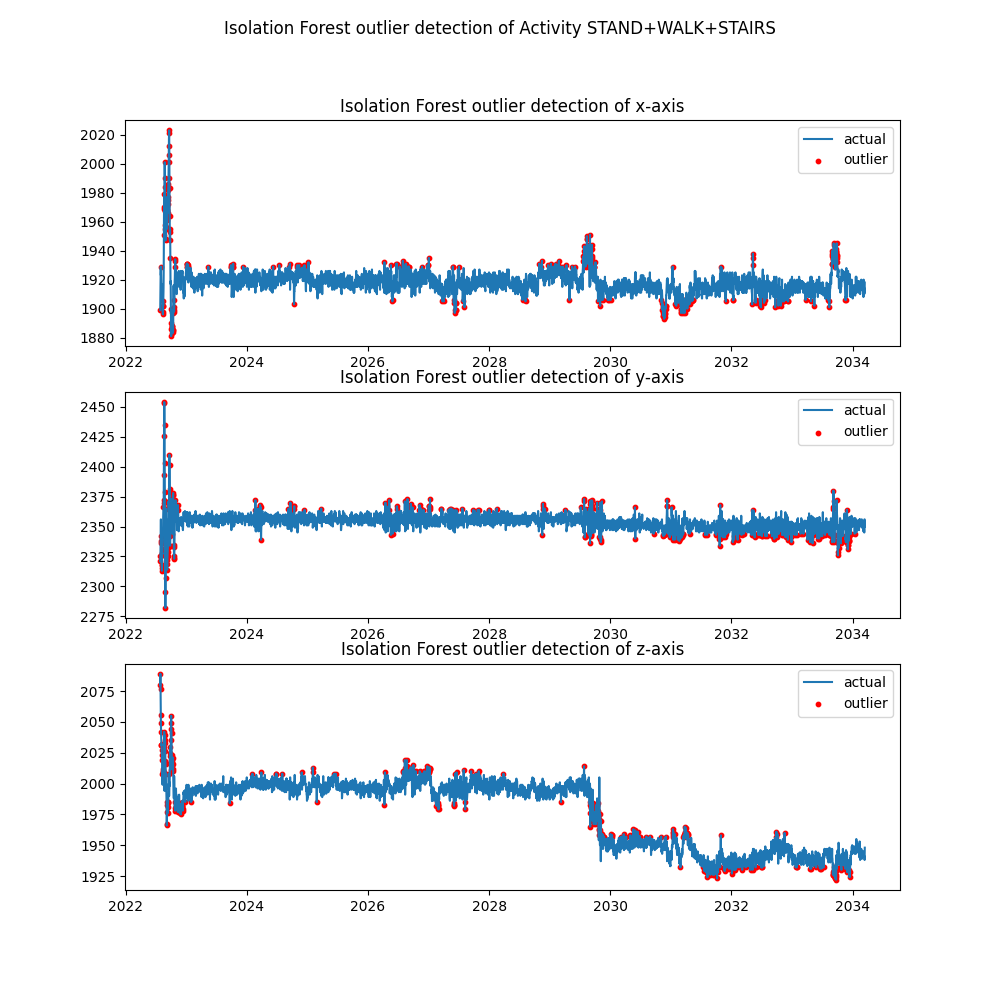 Isolation Forest outlier detection of Activity STAND+WALK+STAIRS
Isolation Forest outlier detection of x-axis
2020
2000
1980
1960
1940
1920
1900
1880
actual
outlier
2022 2024 2026 2028 2030 2032 2034
Isolation Forest outlier detection of y-axis
2450
2425
2400
2375
2350
2325
2300
2275
actual
outlier
2022 2024 2026 2028 2030 2032 2034
Isolation Forest outlier detection of z-axis
2075
2050
2025
2000
1975
1950
1925
actual
outlier
2022 2024 2026 2028 2030 2032 2034